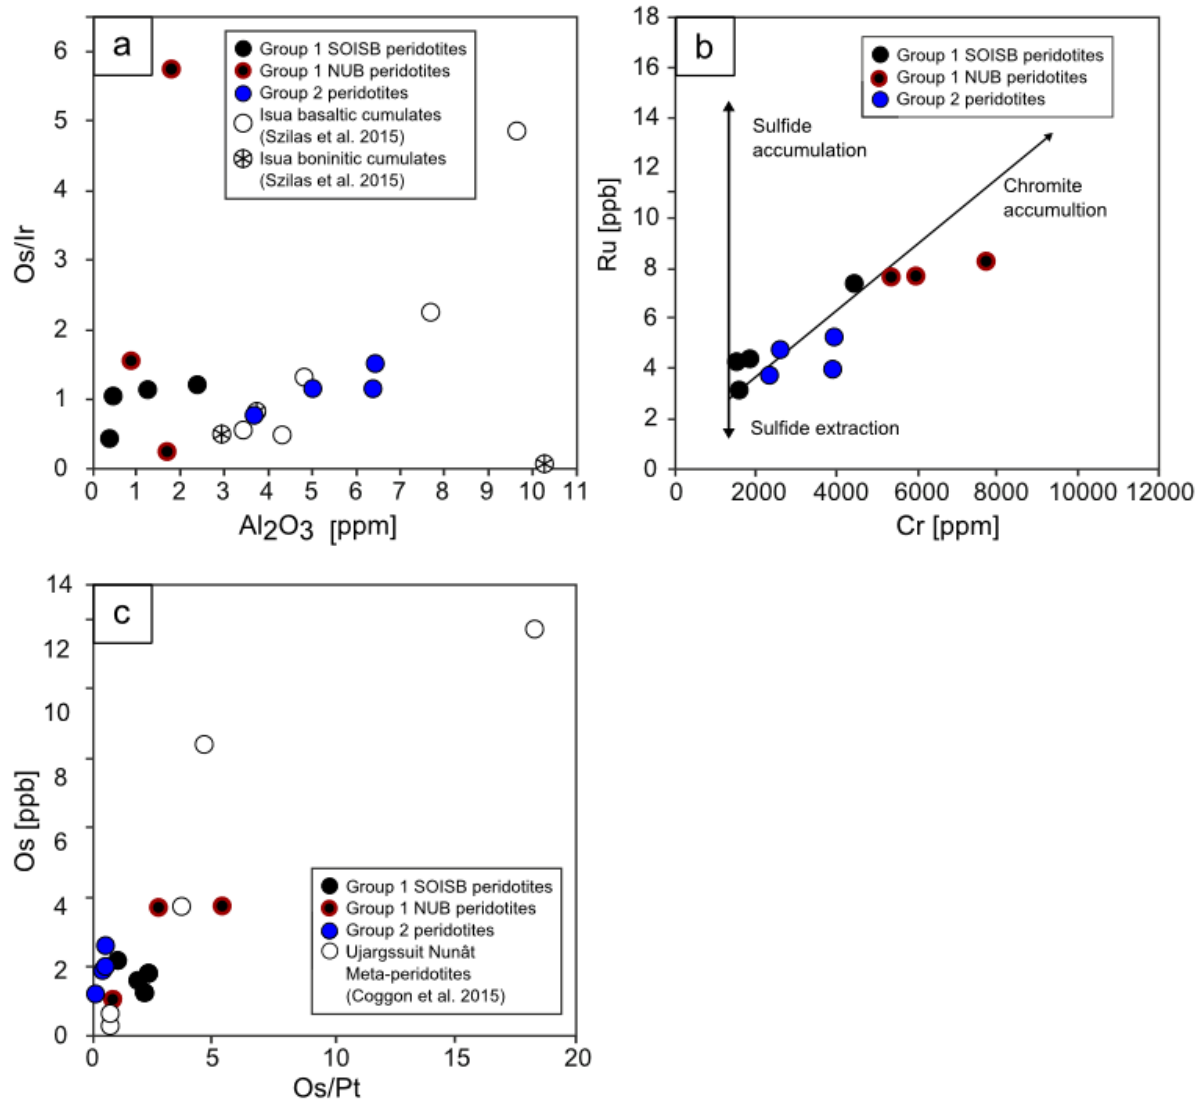 a
Group 1 SOISB peridotites
Group 1 NUB peridotites
Group 2 peridotites
Isua basaltic cumulates
(Szilas et al. 2015)
Isua boninitic cumulates
(Szilas et al. 2015)
6
5
4
3
2
1
0
Os/Ir
0 1 2 3 4 5 6 7 8 9 10 11
Al2O3 [ppm]
b
Group 1 SOISB peridotites
Group 1 NUB peridotites
Group 2 peridotites
18
16
14
12
10
8
6
4
2
0
Ru [ppb]
Sulfide
accumulation
Chromite
accumultion
Sulfide extraction
0 2000 4000 6000 8000 10000 12000
Cr [ppm]
c
14
12
10
8
6
4
2
0
Os [ppb]
Group 1 SOISB peridotites
Group 1 NUB peridotites
Group 2 peridotites
Ujargssuit Nunât
Meta-peridotites
(Coggon et al. 2015)
0 5 10 15 20
Os/Pt